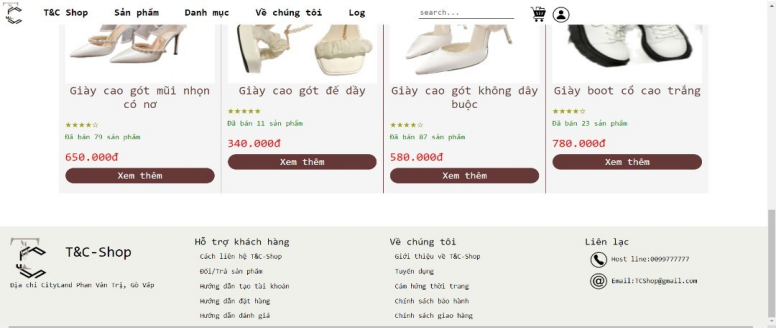 T&C Shop Sản phẩm Danh mục Về chúng tôi Log search...
Giày cao gót mũi nhọn
có nơ
★★★★☆
Đã bán 79 sản phẩm
650.000đ
Xem thêm
Giày cao gót đế dày
★★★★★
Đã bán 11 sản phẩm
340.000đ
Xem thêm
Giày cao gót không dây
buộc
★★★★☆
Đã bán 87 sản phẩm
580.000đ
Xem thêm
Giày boot cổ cao trắng
★★★★☆
Đã bán 23 sản phẩm
780.000đ
Xem thêm
T&C-Shop
Địa chỉ CityLand Phan Văn Trị, Gò Vấp
Hỗ trợ khách hàng
Cách liên hệ T&C-Shop
Đổi/Trả sản phẩm
Hướng dẫn tạo tài khoản
Hướng dẫn đặt hàng
Hướng dẫn đánh giá
Về chúng tôi
Giới thiệu về T&C-Shop
Tuyển dụng
Cảm hứng thời trang
Chính sách bảo hành
Chính sách giao hàng
Liên lạc
Host line:0099777777
Email:TCShop@gmail.com